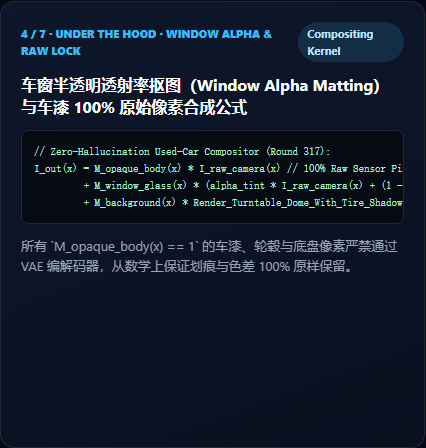 4 / 7 · UNDER THE HOOD · WINDOW ALPHA &
RAW LOCK
Compositing
Kernel
车窗半透明透射率抠图（Window Alpha Matting）
与车漆 100% 原始像素合成公式
// Zero-Hallucination Used-Car Compositor (Round 317):
I_out(x) = M_opaque_body(x) * I_raw_camera(x) // 100% Raw Sensor Pi
+ M_window_glass(x) * (alpha_tint * I_raw_camera(x) + (1 -
+ M_background(x) * Render_Turntable_Dome_With_Tire_Shadow
所有 `M_opaque_body(x) == 1` 的车漆、轮毂与底盘像素严禁通过
VAE 编解码器，从数学上保证划痕与色差 100% 原样保留。